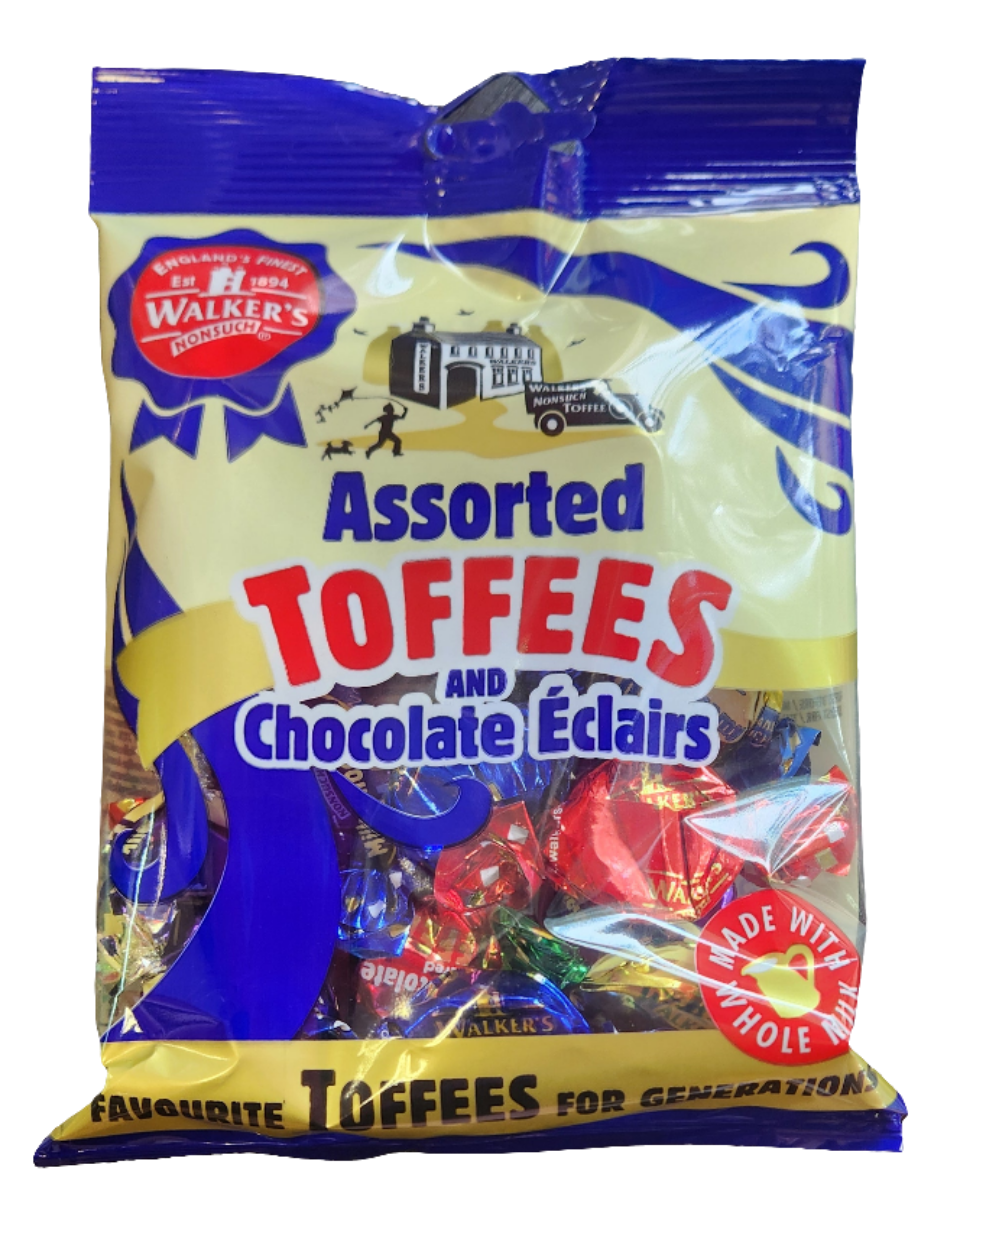 ENGLAND'S FINEST
Est 1894
WALKER'S
NONSUCH
WALKERS
WALKERS
WALKER'S
NONSUCH
TOFFEE
Assorted
TOFFEES
AND
Chocolate Éclairs
WALKER'S
MADE WITH
WHOLE MILK
FAVOURITE TOFFEES FOR GENERATIONS